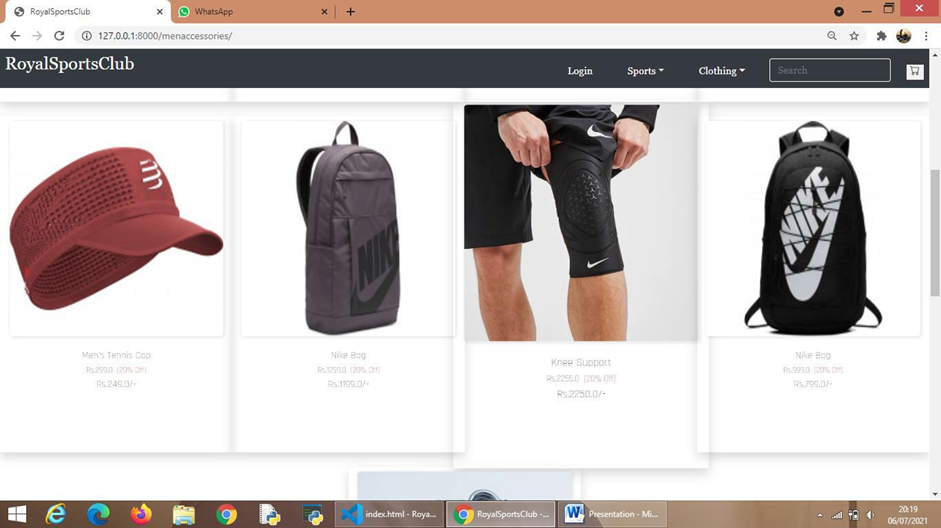 RoyalSportsClub
WhatsApp
127.0.0.1:8000/menaccessories/
RoyalSportsClub
Login
Sports
Clothing
Search
NIKE
NIKE
Men's Tennis Cap
Rs.299.0 (20% Off)
Rs.249.0/-
Nike Bag
Rs.1299.0 (20% Off)
Rs.1199.0/-
Knee Support
Rs.2255.0 (20% Off)
Rs.2250.0/-
Nike Bag
Rs.999.0 (20% Off)
Rs.799.0/-
index.html - Roya...
RoyalSportsClub -...
Presentation - Mi...
20:19
06/07/2021